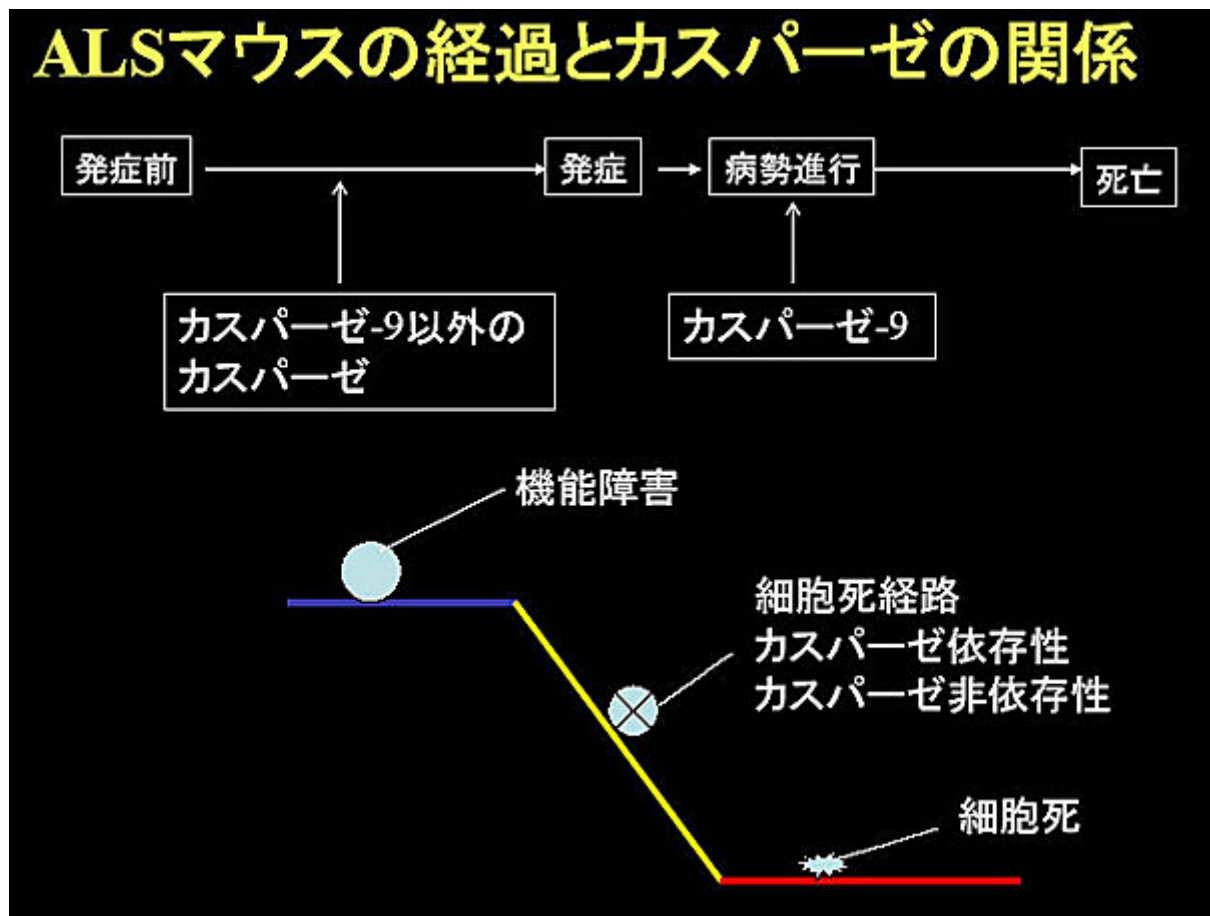 ALSマウスの経過とカスパーゼの関係
発症前
発症
病勢進行
死亡
カスパーゼ-9以外の
カスパーゼ
カスパーゼ-9
機能障害
細胞死経路
カスパーゼ依存性
カスパーゼ非依存性
細胞死